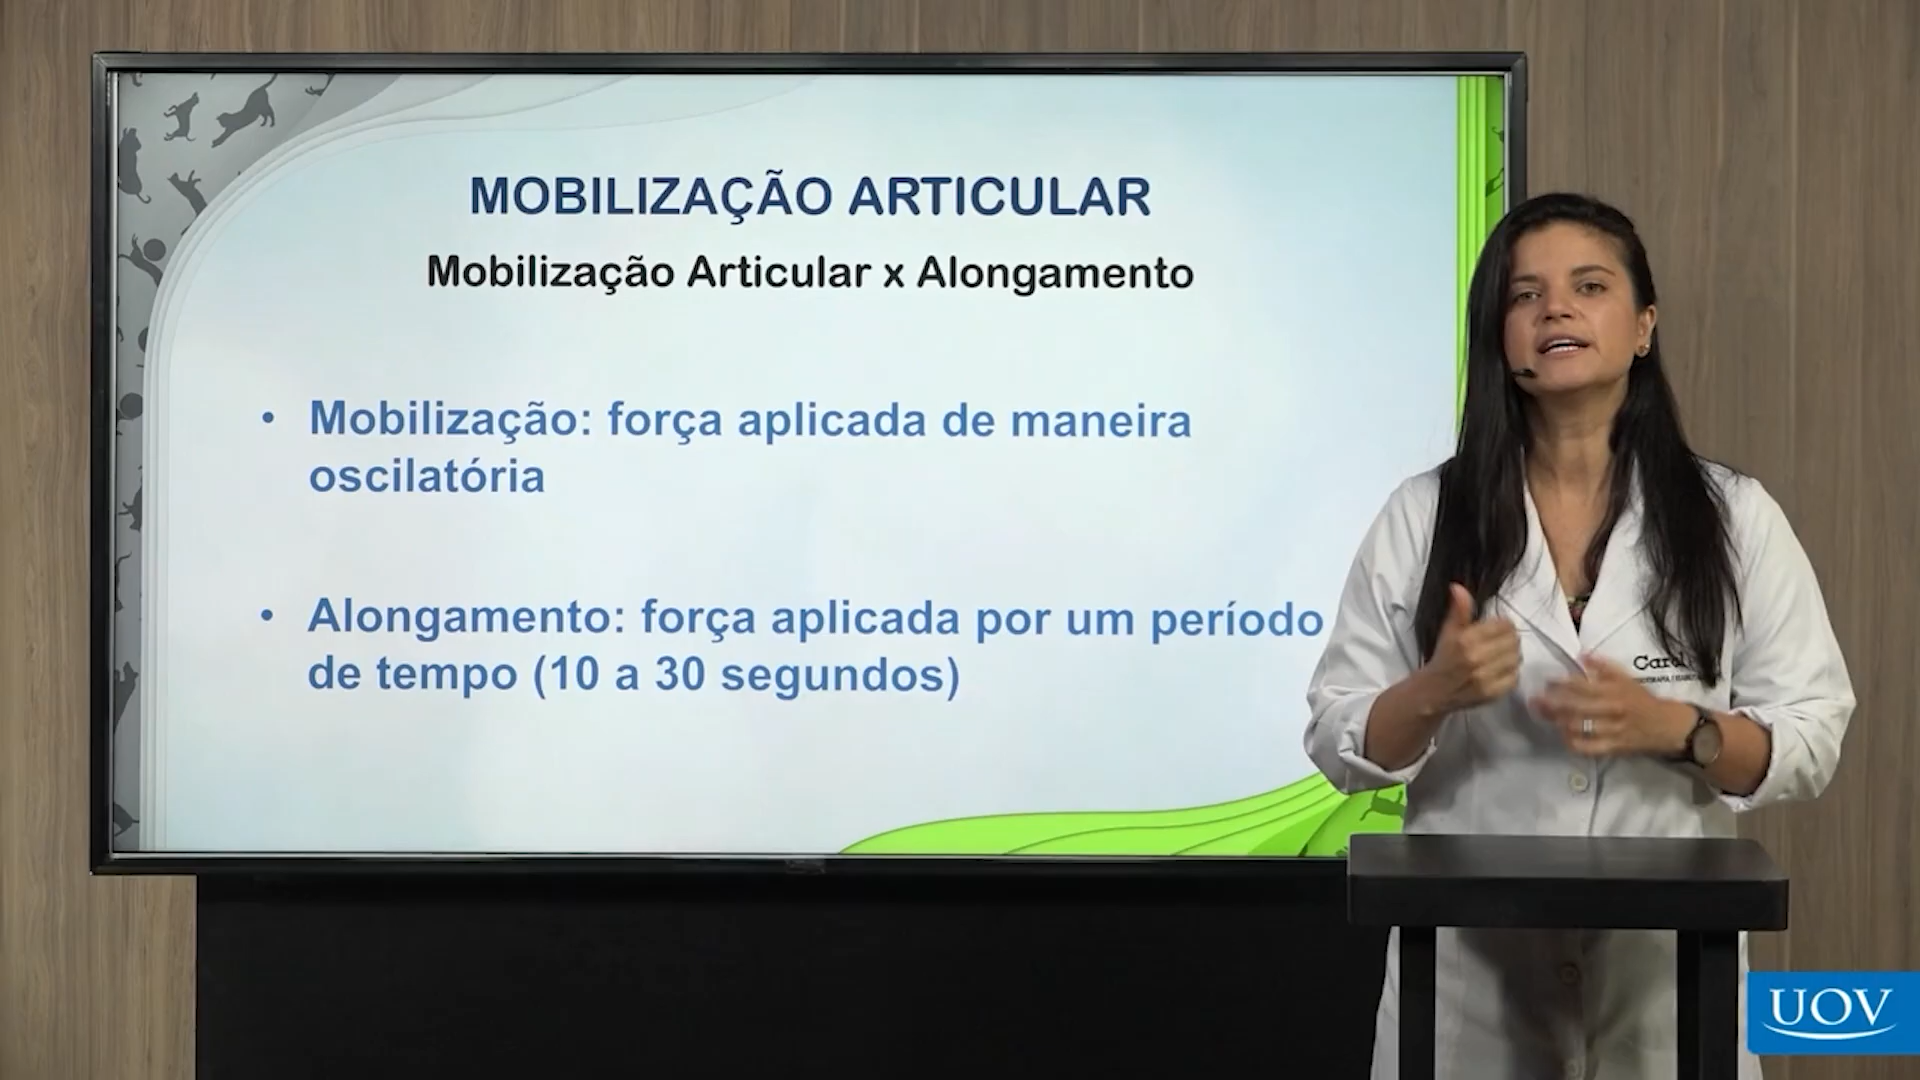 MOBILIZAÇÃO ARTICULAR
Mobilização Articular x Alongamento
• Mobilização: força aplicada de maneira
oscilatória
• Alongamento: força aplicada por um período
de tempo (10 a 30 segundos)
UOV